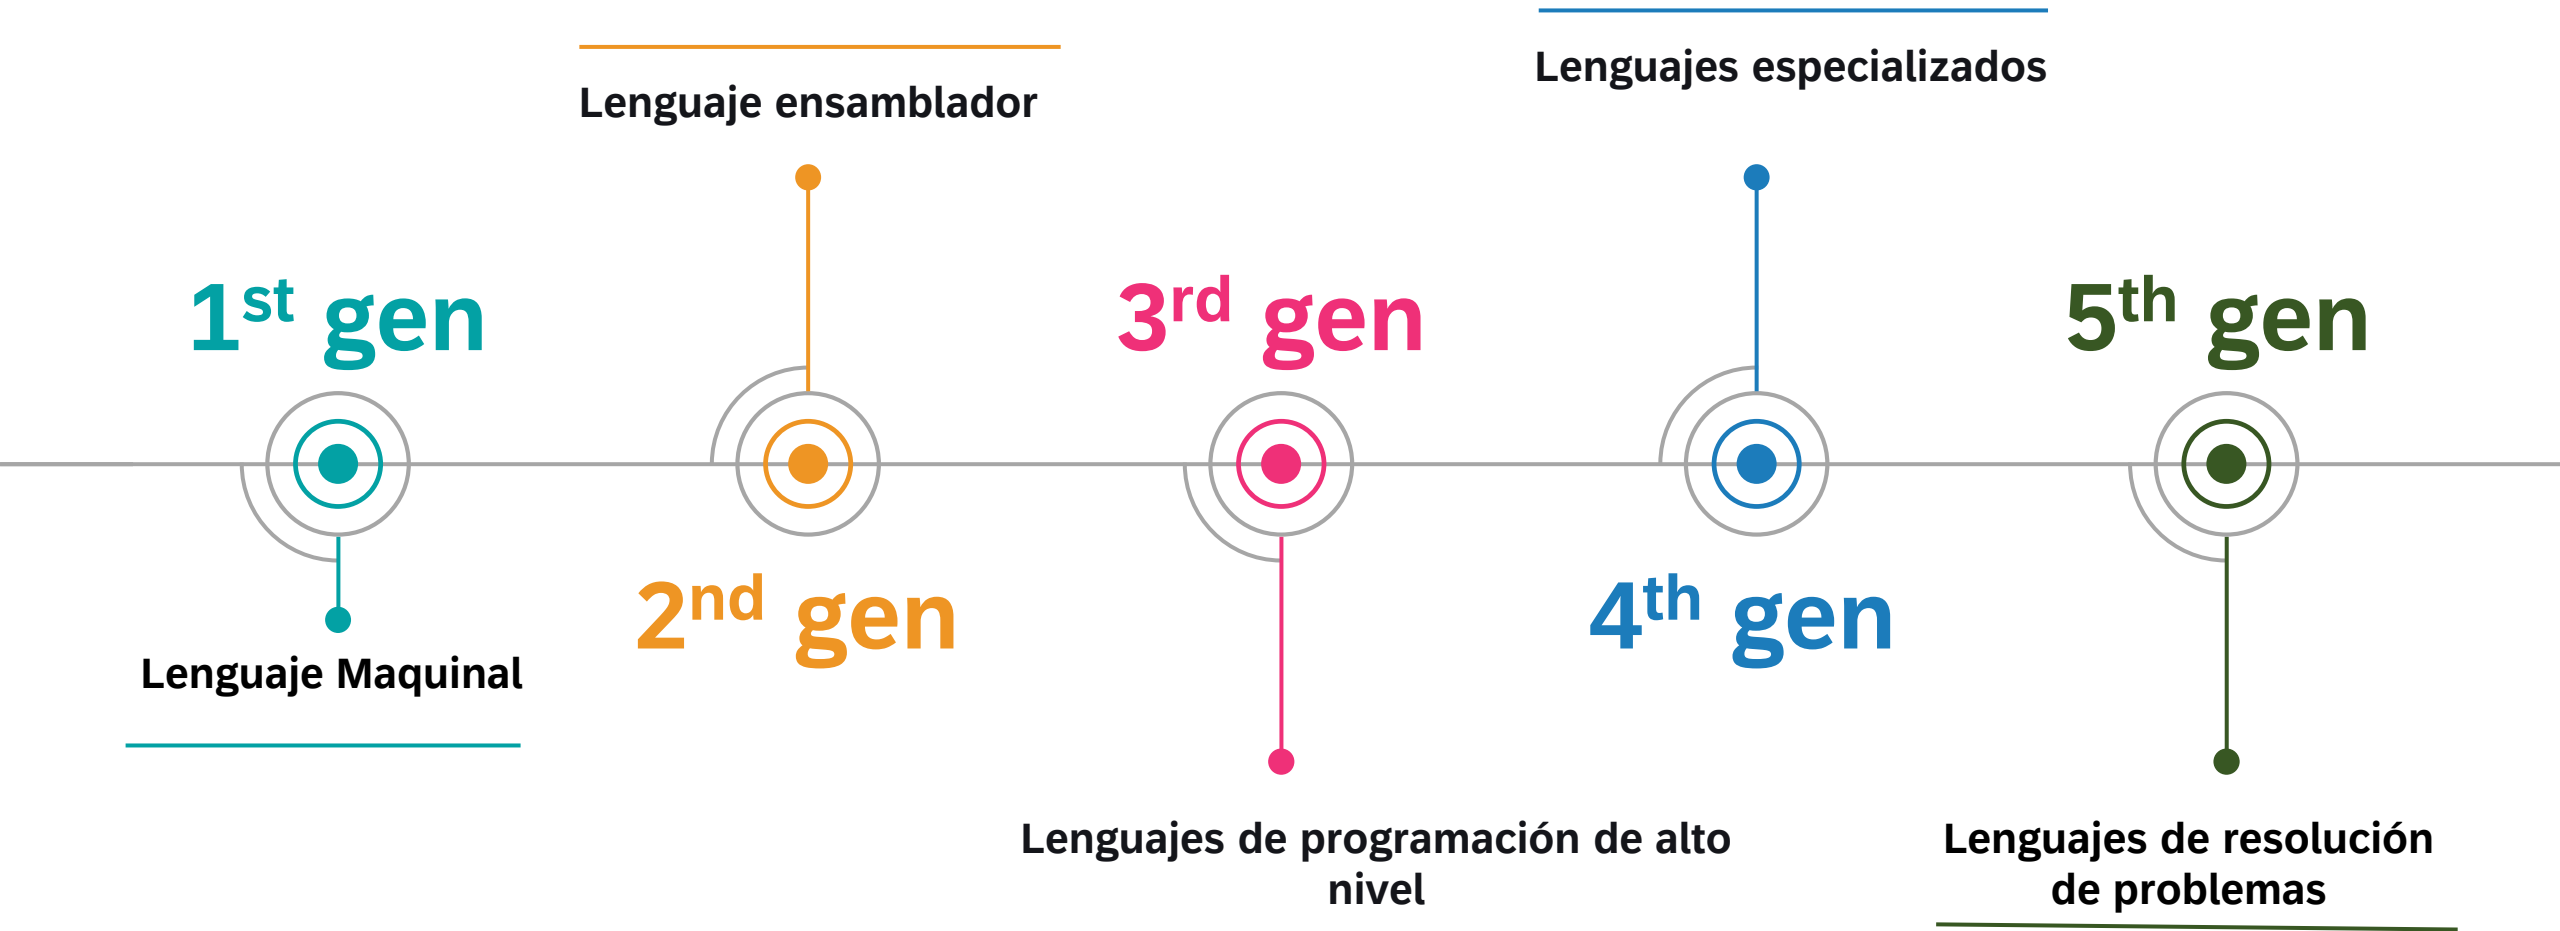 1st gen
Lenguaje Maquinal
Lenguaje ensamblador
2nd gen
3rd gen
Lenguajes de programación de alto
nivel
Lenguajes especializados
4th gen
5th gen
Lenguajes de resolución
de problemas